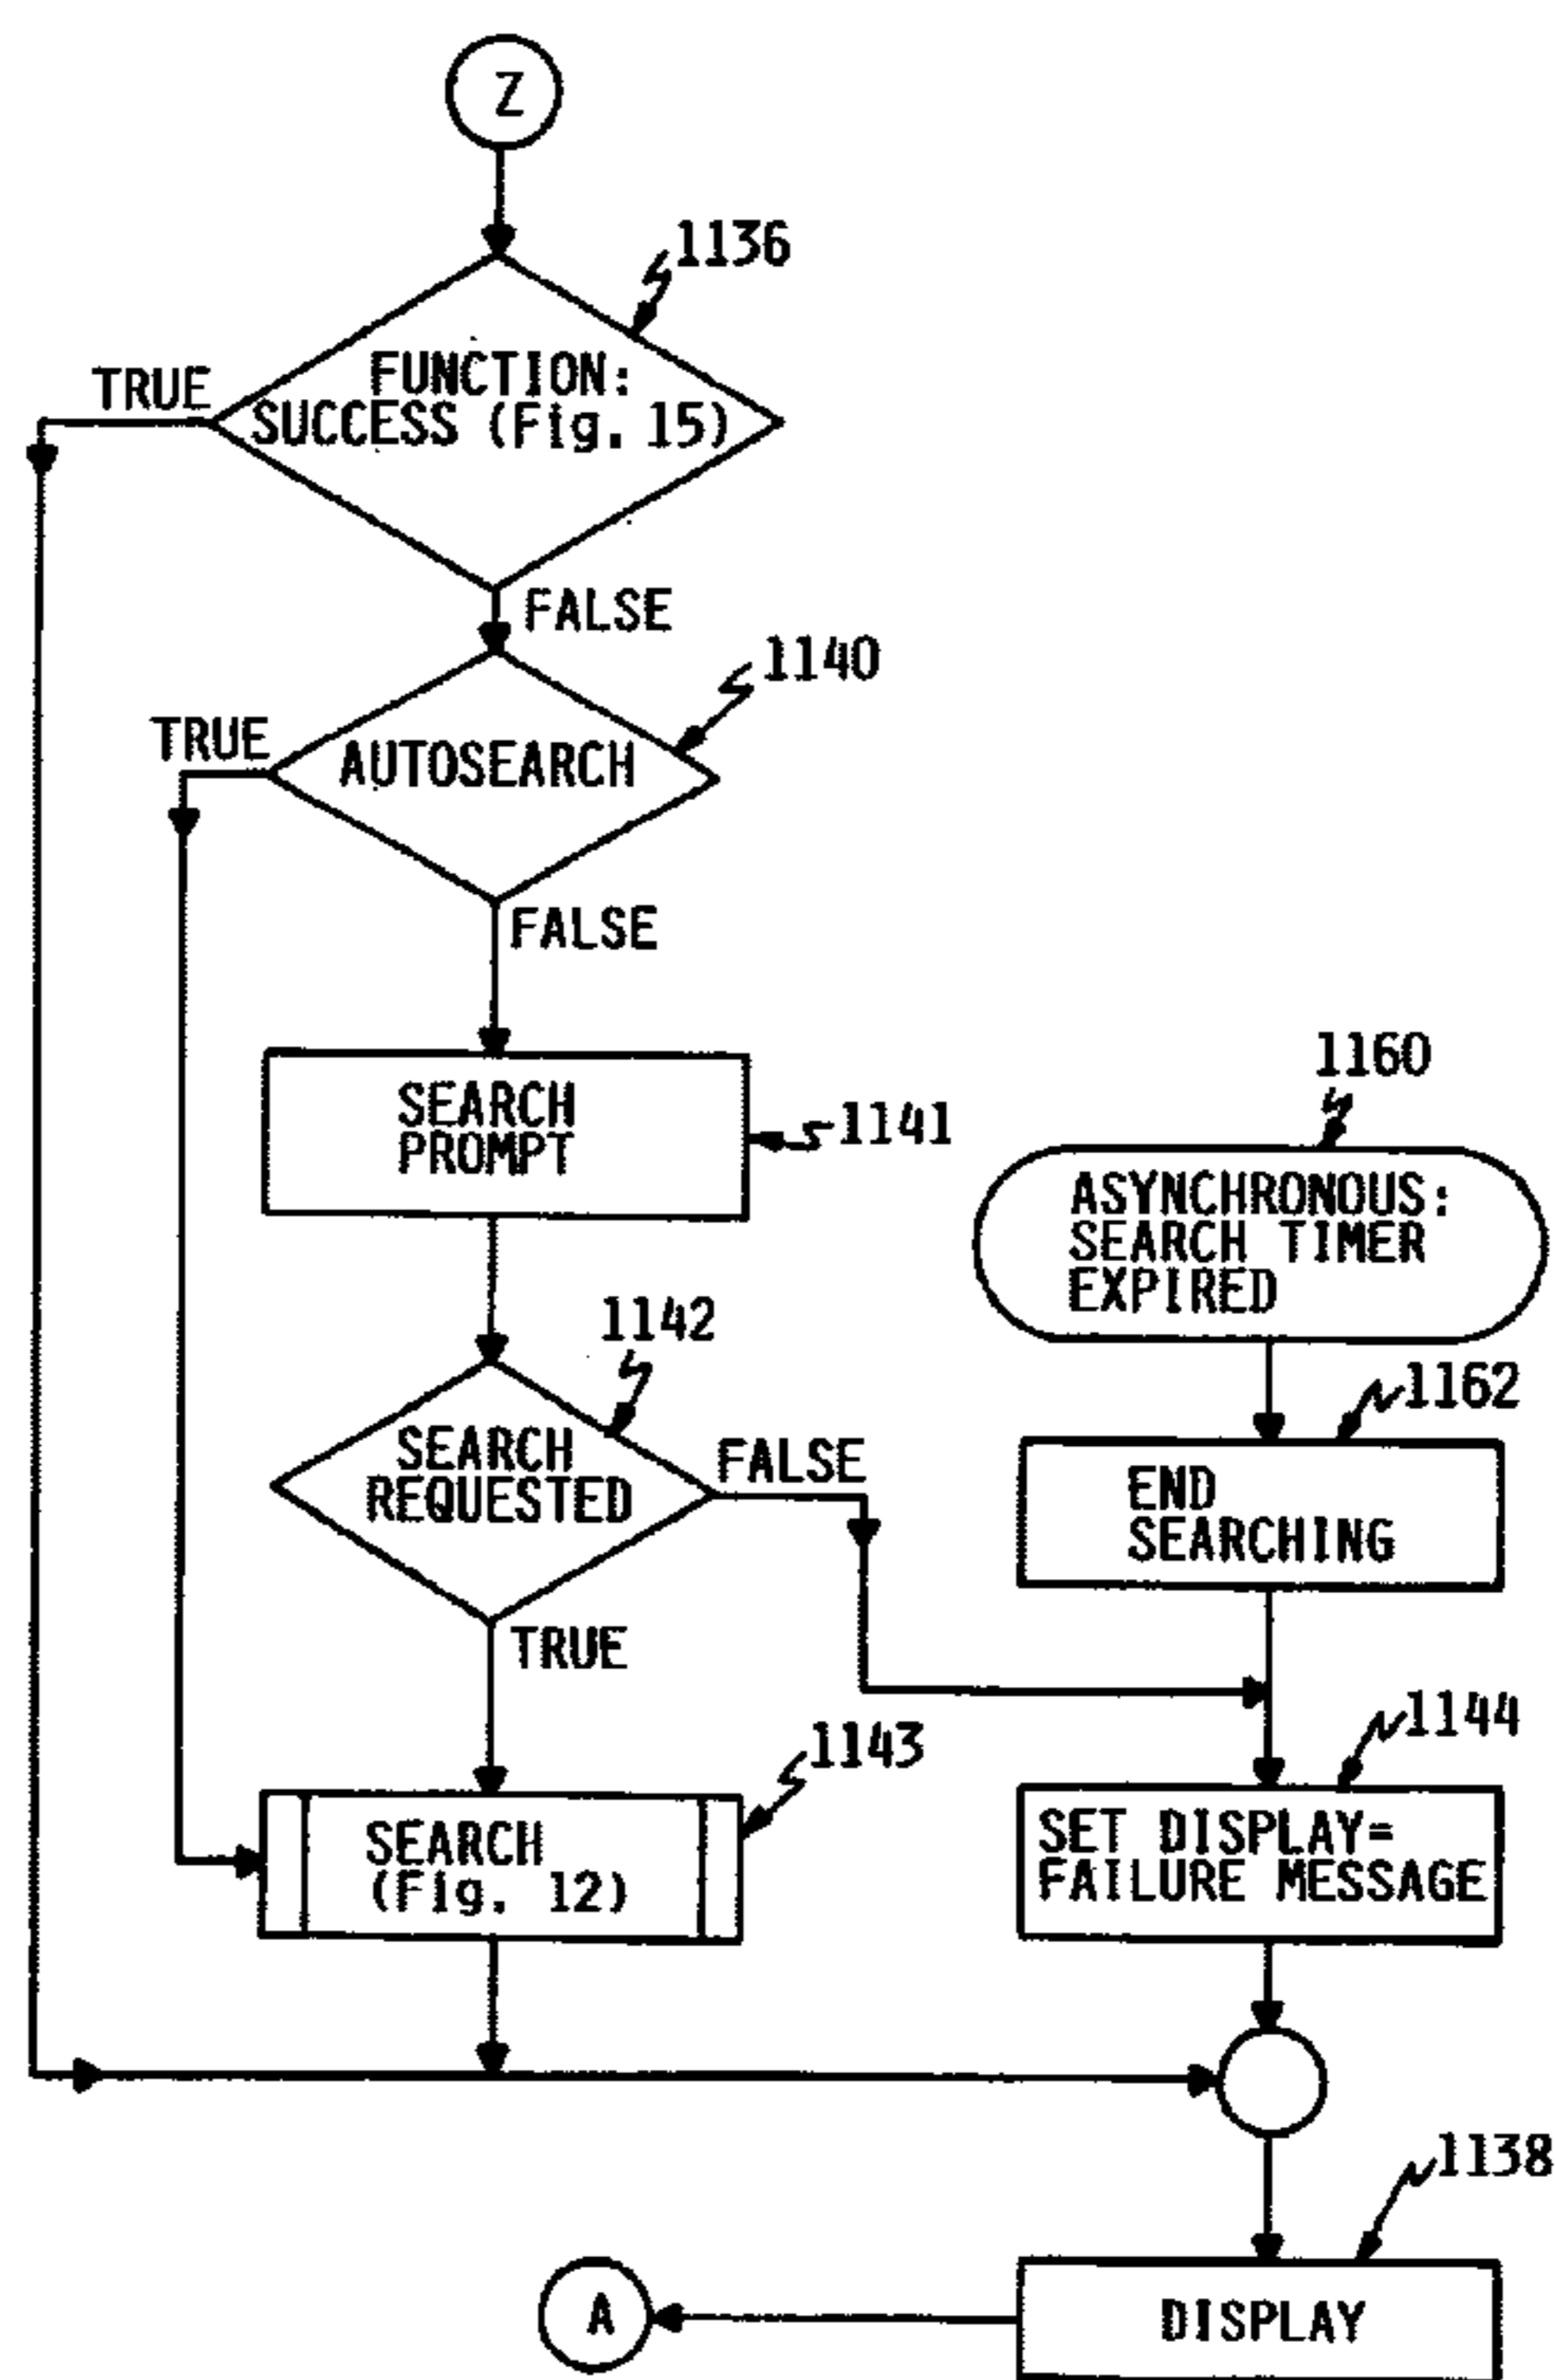 Z
1136
FUNCTION:
SUCCESS (Fig. 15)
TRUE
FALSE
1140
TRUE
AUTOSEARCH
FALSE
SEARCH
PROMPT
1141
1160
ASYNCHRONOUS:
SEARCH TIMER
EXPIRED
1142
SEARCH
REQUESTED
FALSE
TRUE
1162
END
SEARCHING
1143
SEARCH
(Fig. 12)
1144
SET DISPLAY=
FAILURE MESSAGE
1138
DISPLAY
A